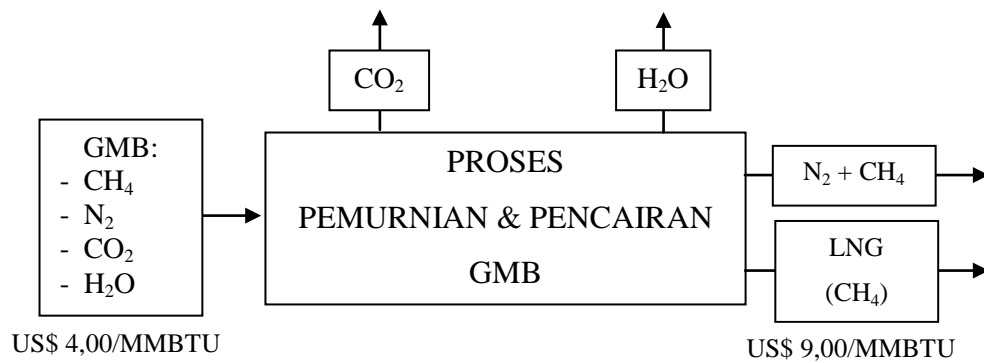 CO₂
H₂O
GMB:
- CH₄
- N₂
- CO₂
- H₂O
US$ 4,00/MMBTU
PROSES
PEMURNIAN & PENCAIRAN
GMB
N₂ + CH₄
LNG
(CH₄)
US$ 9,00/MMBTU